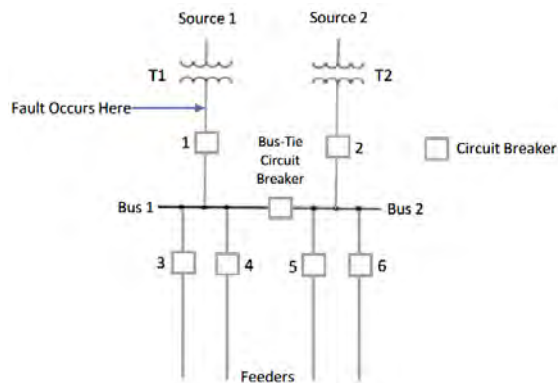 Source 1
Source 2
T1
T2
Fault Occurs Here
1
Bus-Tie
Circuit
Breaker
2
Circuit Breaker
Bus 1
Bus 2
3
4
5
6
Feeders